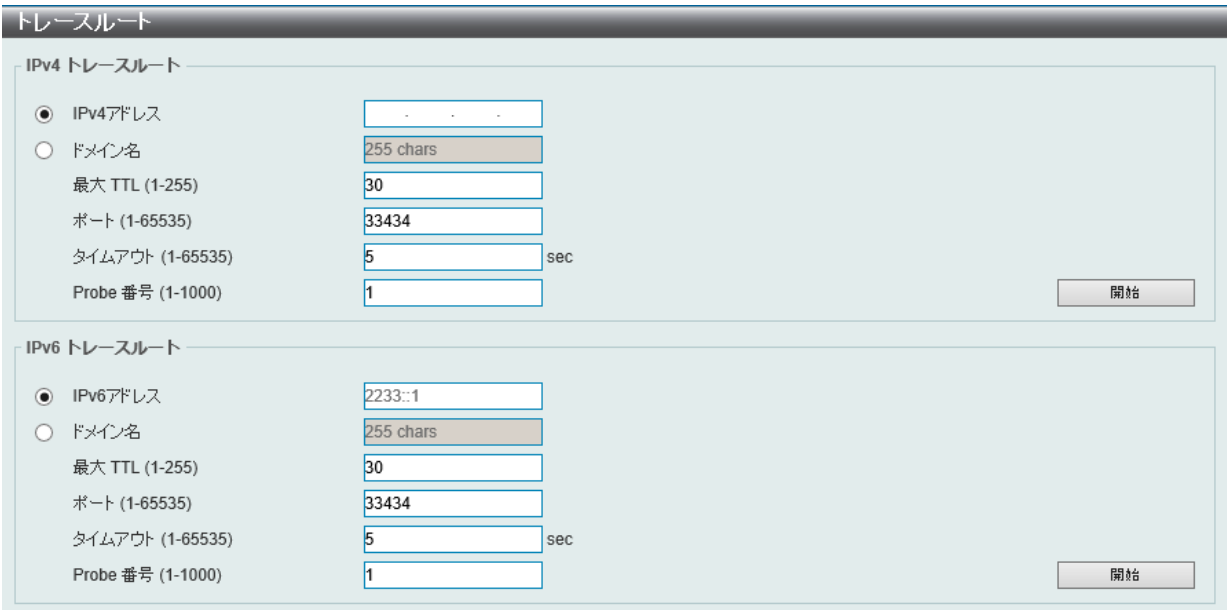 トレースルート
IPv4 トレースルート
IPv4アドレス . . .
ドメイン名 255 chars
最大 TTL (1-255) 30
ポート (1-65535) 33434
タイムアウト (1-65535) 5 sec
Probe 番号 (1-1000) 1 開始
IPv6 トレースルート
IPv6アドレス 2233::1
ドメイン名 255 chars
最大 TTL (1-255) 30
ポート (1-65535) 33434
タイムアウト (1-65535) 5 sec
Probe 番号 (1-1000) 1 開始